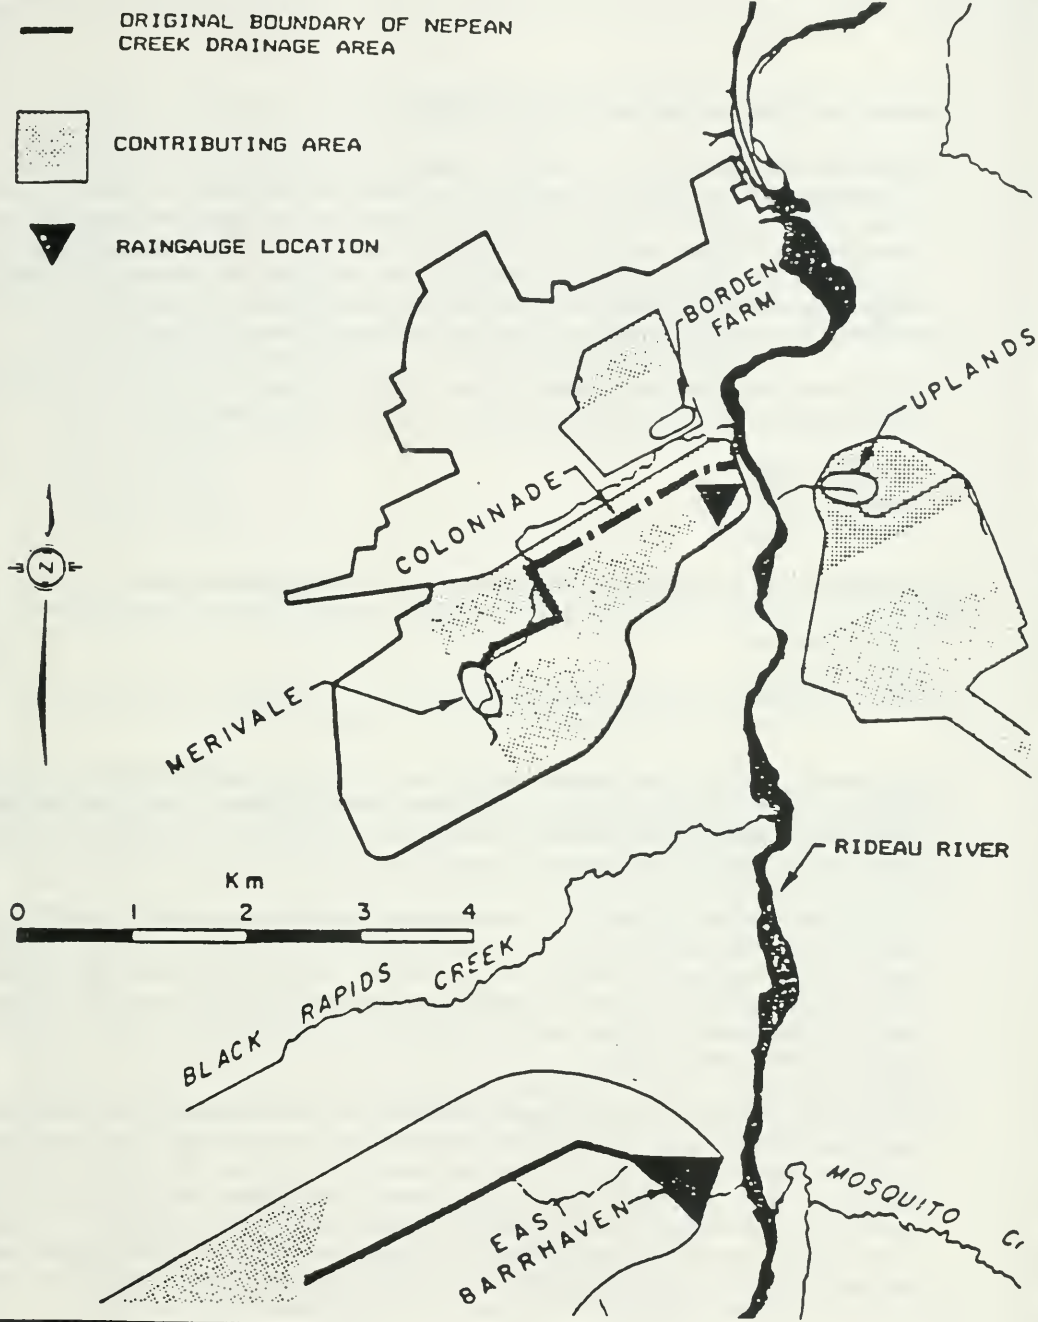 ORIGINAL BOUNDARY OF NEPEAN
CREEK DRAINAGE AREA
CONTRIBUTING AREA
RAINGAUGE LOCATION
BORDEN
FARM
UPLANDS
COLONNADE
N
MERIVALE
RIDEAU RIVER
Km
0 1 2 3 4
BLACK RAPIDS CREEK
MOSQUITO Cr
EAST
BARRHAVEN